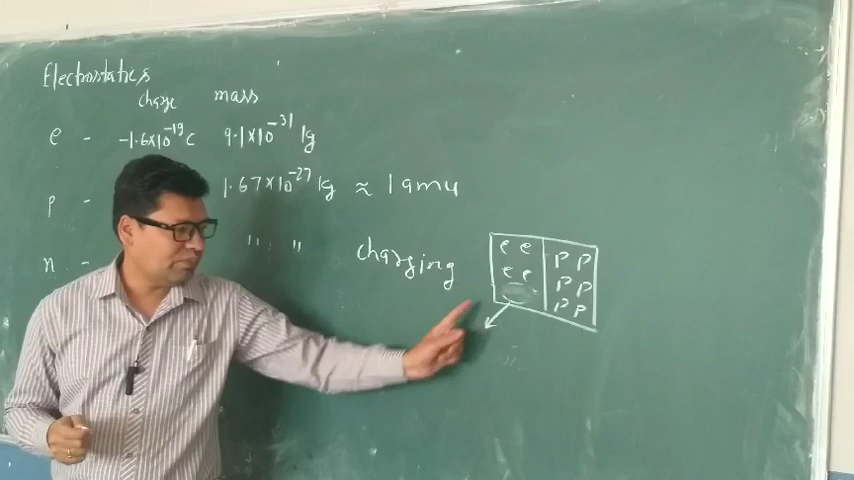 Electrostatics
charge mass
e - -1.6×10⁻¹⁹ C 9.1×10⁻³¹ kg
p - 1.67×10⁻²⁷ kg ≈ 1 amu
n - " , "
charging
e e P P
e e P P
P P